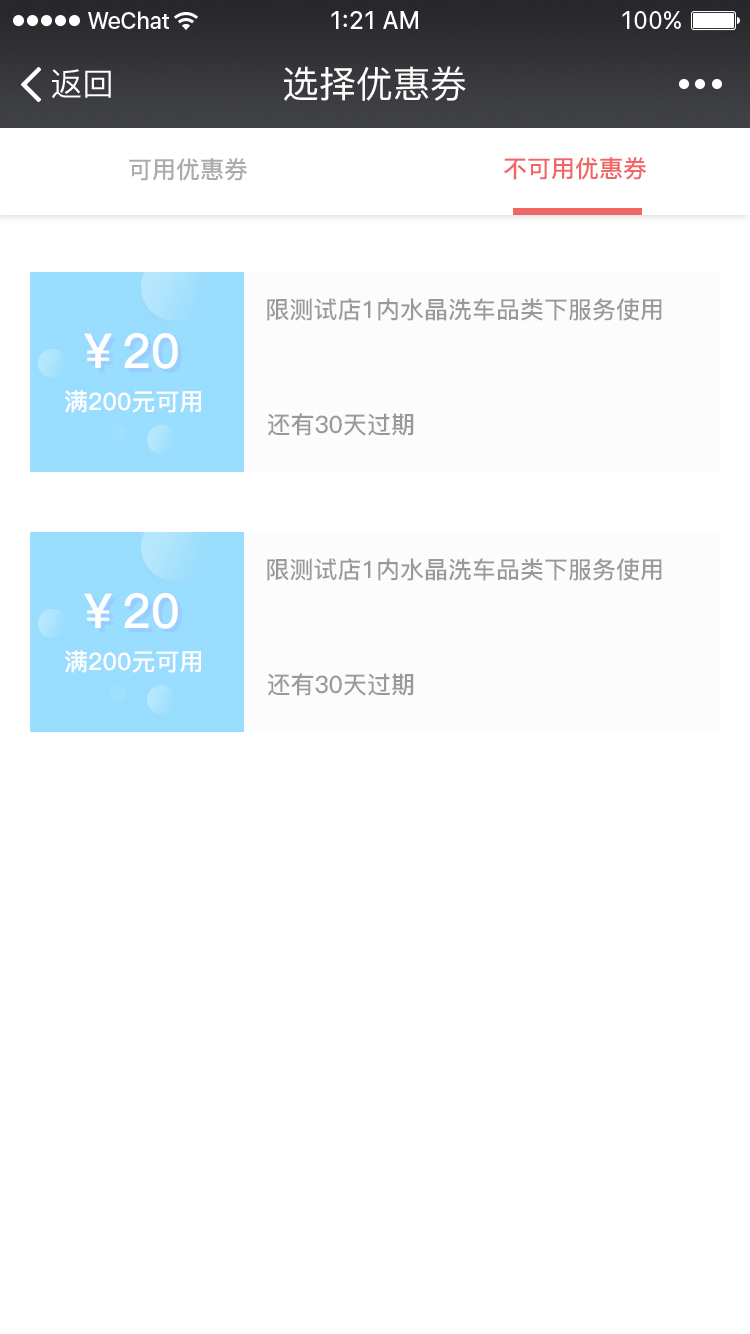 WeChat 1:21 AM 100%
返回 选择优惠券
可用优惠券 不可用优惠券
¥20
满200元可用
限测试店1内水晶洗车品类下服务使用
还有30天过期
¥20
满200元可用
限测试店1内水晶洗车品类下服务使用
还有30天过期